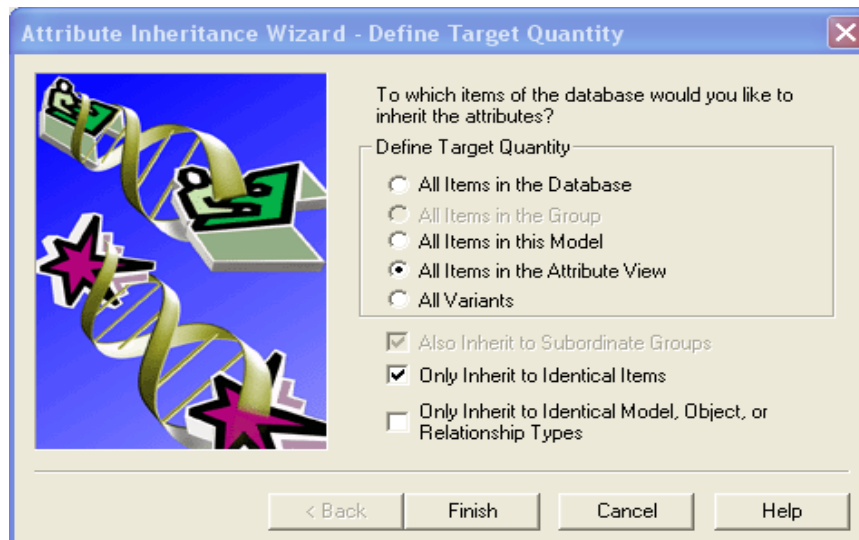 Attribute Inheritance Wizard - Define Target Quantity
To which items of the database would you like to
inherit the attributes?
Define Target Quantity
All Items in the Database
All Items in the Group
All Items in this Model
All Items in the Attribute View
All Variants
Also Inherit to Subordinate Groups
Only Inherit to Identical Items
Only Inherit to Identical Model, Object, or
Relationship Types
< Back
Finish
Cancel
Help